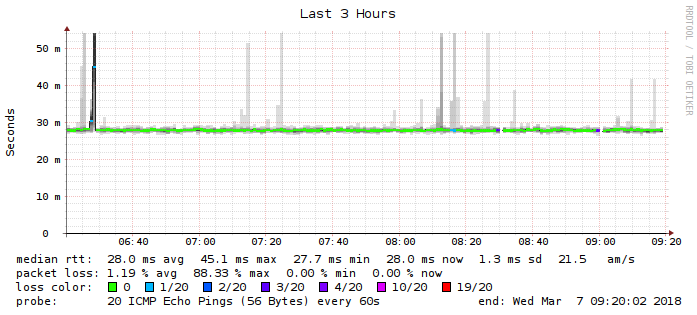 Last 3 Hours
RRDTOOL / TOBI OETIKER
Seconds
50 m
40 m
30 m
20 m
10 m
0
06:40 07:00 07:20 07:40 08:00 08:20 08:40 09:00 09:20
median rtt: 28.0 ms avg 45.1 ms max 27.7 ms min 28.0 ms now 1.3 ms sd 21.5 am/s
packet loss: 1.19 % avg 88.33 % max 0.00 % min 0.00 % now
loss color: 0 1/20 2/20 3/20 4/20 10/20 19/20
probe: 20 ICMP Echo Pings (56 Bytes) every 60s end: Wed Mar 7 09:20:02 2018